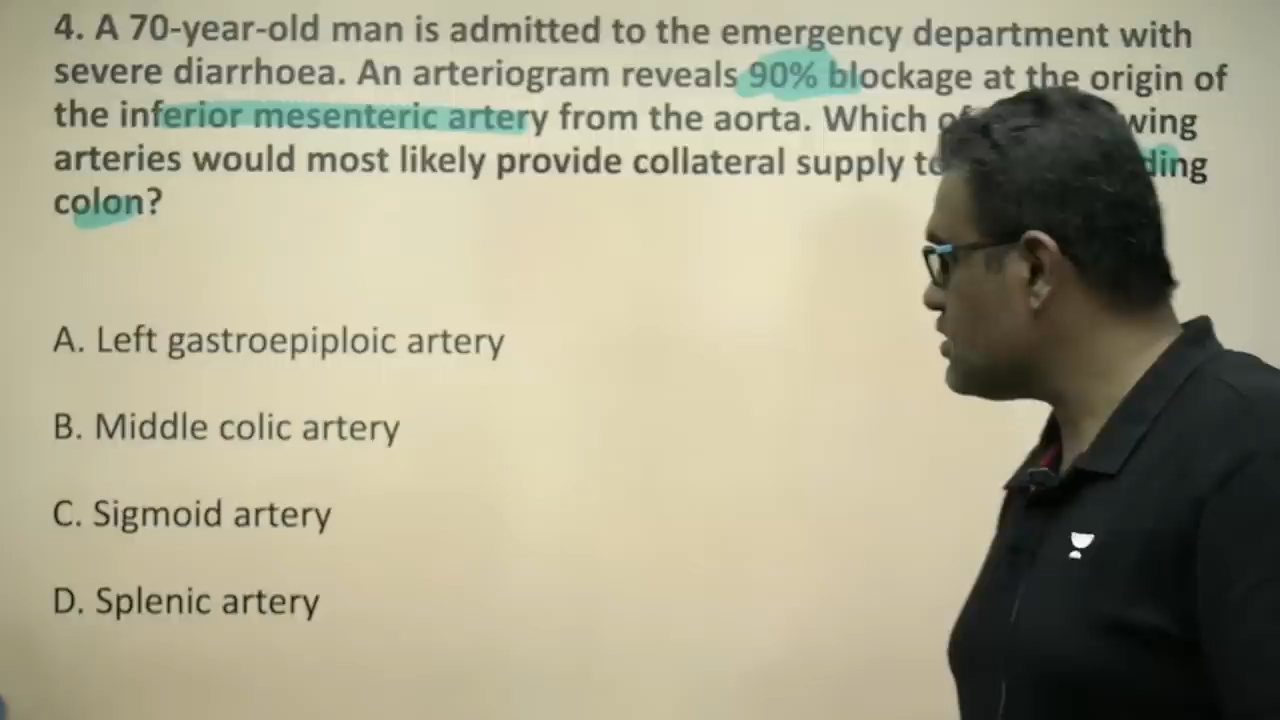 4. A 70-year-old man is admitted to the emergency department with
severe diarrhoea. An arteriogram reveals 90% blockage at the origin of
the inferior mesenteric artery from the aorta. Which
arteries would most likely provide collateral supply
colon?
A. Left gastroepiploic artery
B. Middle colic artery
C. Sigmoid artery
D. Splenic artery